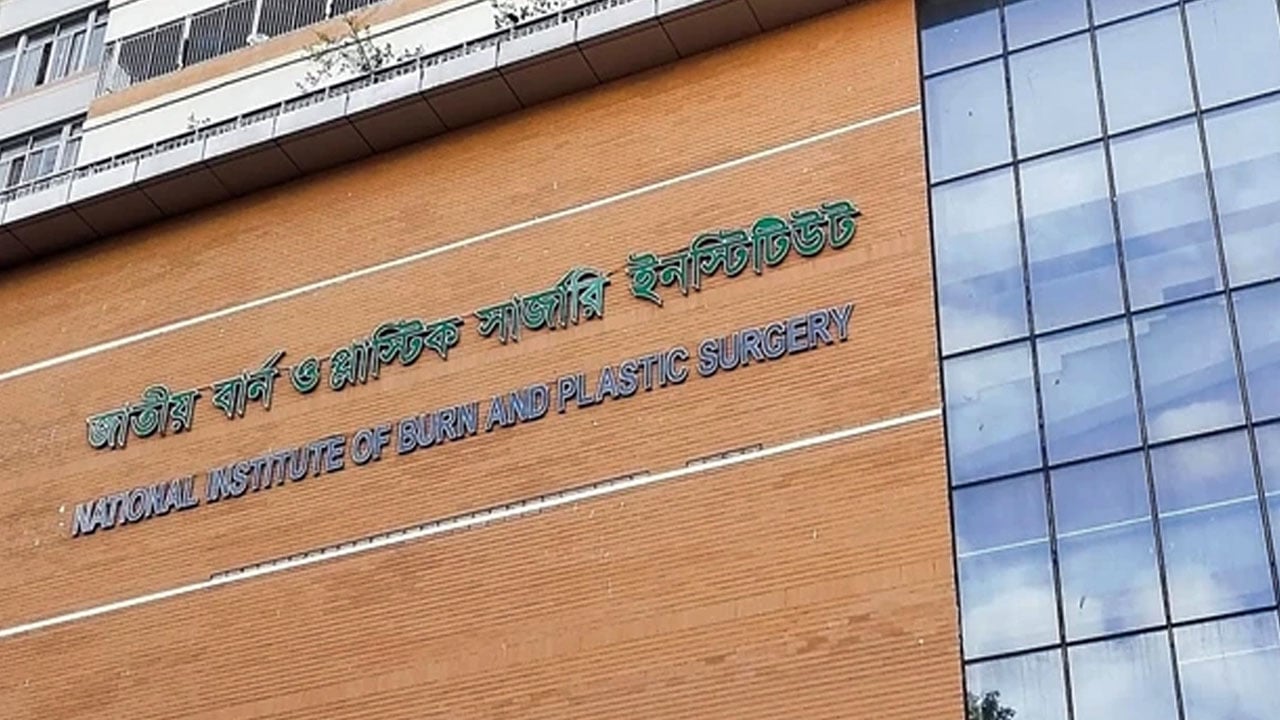 জাতীয় বার্ন ও প্লাস্টিক সার্জারি ইনস্টিটিউট
NATIONAL INSTITUTE OF BURN AND PLASTIC SURGERY